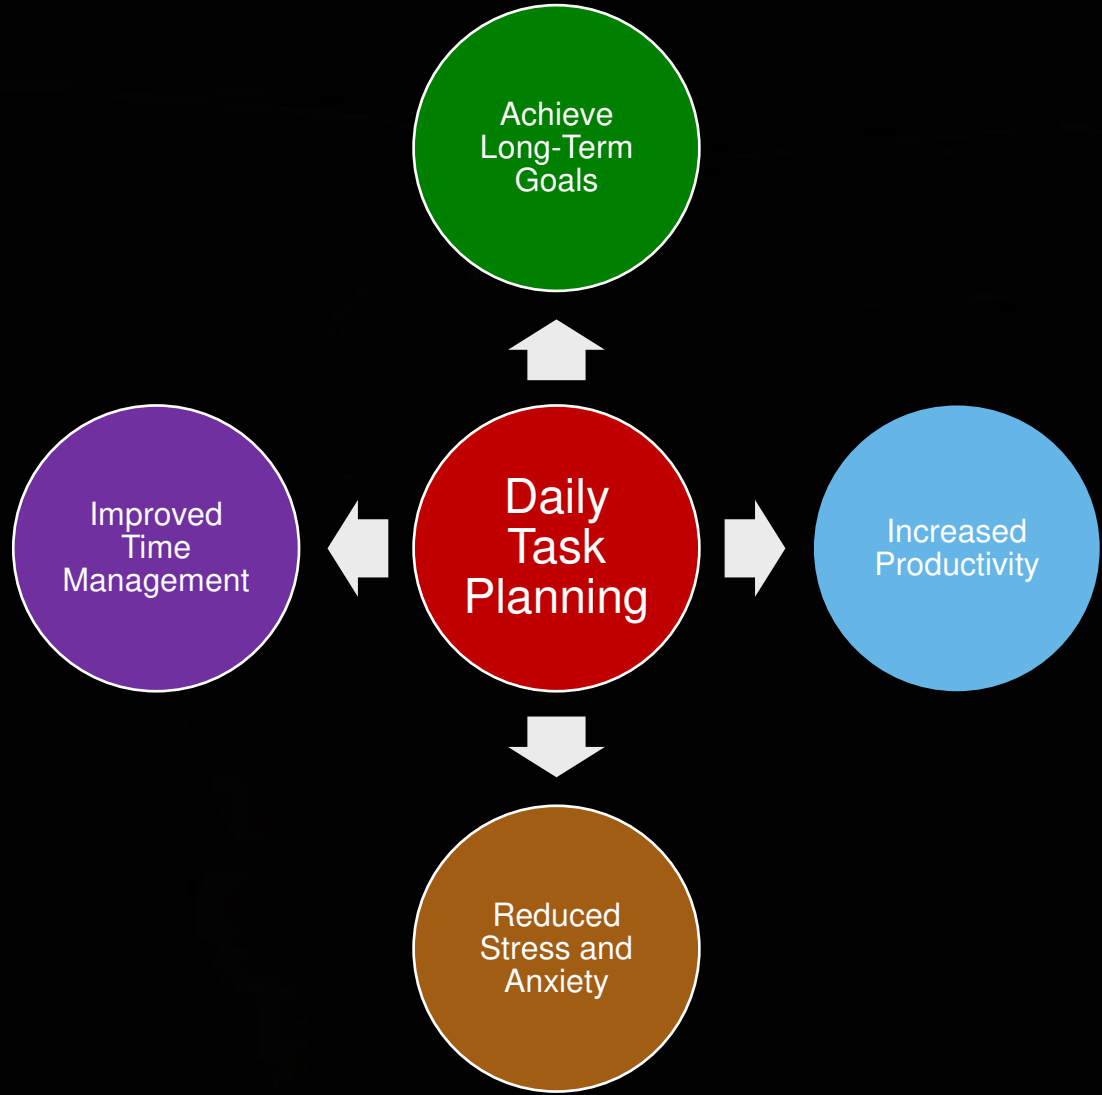 Achieve
Long-Term
Goals
Improved
Time
Management
Daily
Task
Planning
Increased
Productivity
Reduced
Stress and
Anxiety